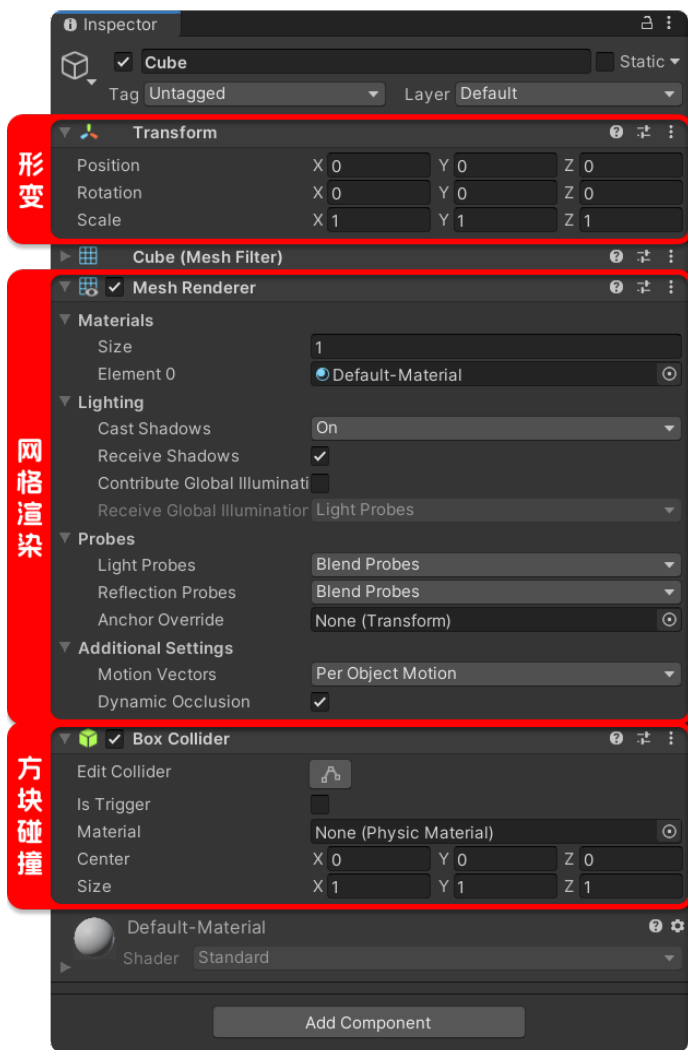 Inspector
Cube
Static
Tag Untagged Layer Default
形变
Transform
Position X 0 Y 0 Z 0
Rotation X 0 Y 0 Z 0
Scale X 1 Y 1 Z 1
Cube (Mesh Filter)
网格渲染
Mesh Renderer
Materials
Size 1
Element 0 Default-Material
Lighting
Cast Shadows On
Receive Shadows
Contribute Global Illuminati
Receive Global Illumination Light Probes
Probes
Light Probes Blend Probes
Reflection Probes Blend Probes
Anchor Override None (Transform)
Additional Settings
Motion Vectors Per Object Motion
Dynamic Occlusion
方块碰撞
Box Collider
Edit Collider
Is Trigger
Material None (Physic Material)
Center X 0 Y 0 Z 0
Size X 1 Y 1 Z 1
Default-Material
Shader Standard
Add Component